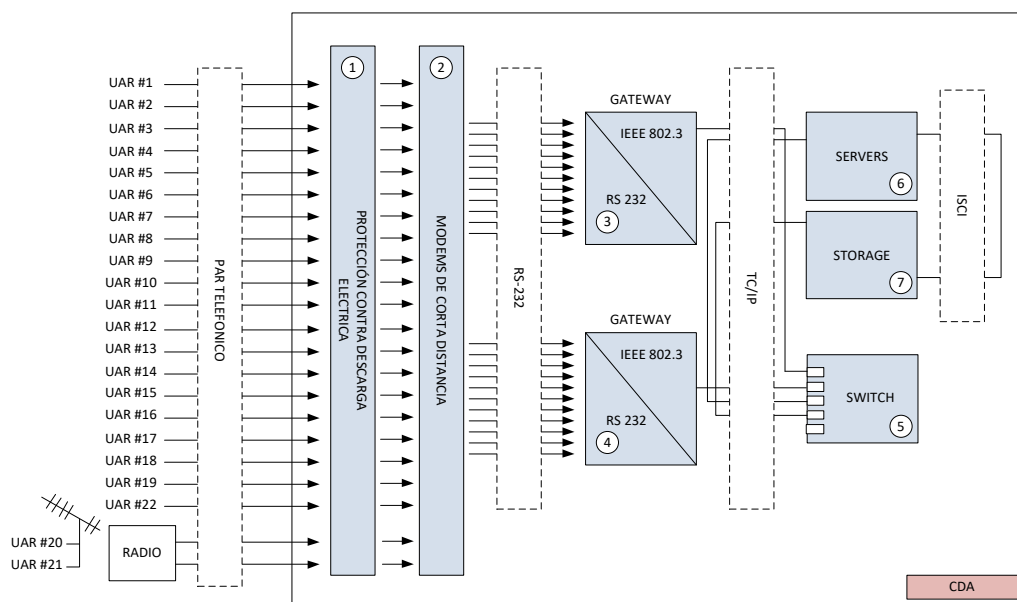 UAR #1
UAR #2
UAR #3
UAR #4
UAR #5
UAR #6
UAR #7
UAR #8
UAR #9
UAR #10
UAR #11
UAR #12
UAR #13
UAR #14
UAR #15
UAR #16
UAR #17
UAR #18
UAR #19
UAR #22
UAR #20
UAR #21
RADIO
PAR TELEFONICO
1
PROTECCIÓN CONTRA DESCARGA
ELECTRICA
2
MODEMS DE CORTA DISTANCIA
RS-232
GATEWAY
IEEE 802.3
RS 232
3
GATEWAY
IEEE 802.3
RS 232
4
TC/IP
SERVERS
6
STORAGE
7
SWITCH
5
ISCI
CDA